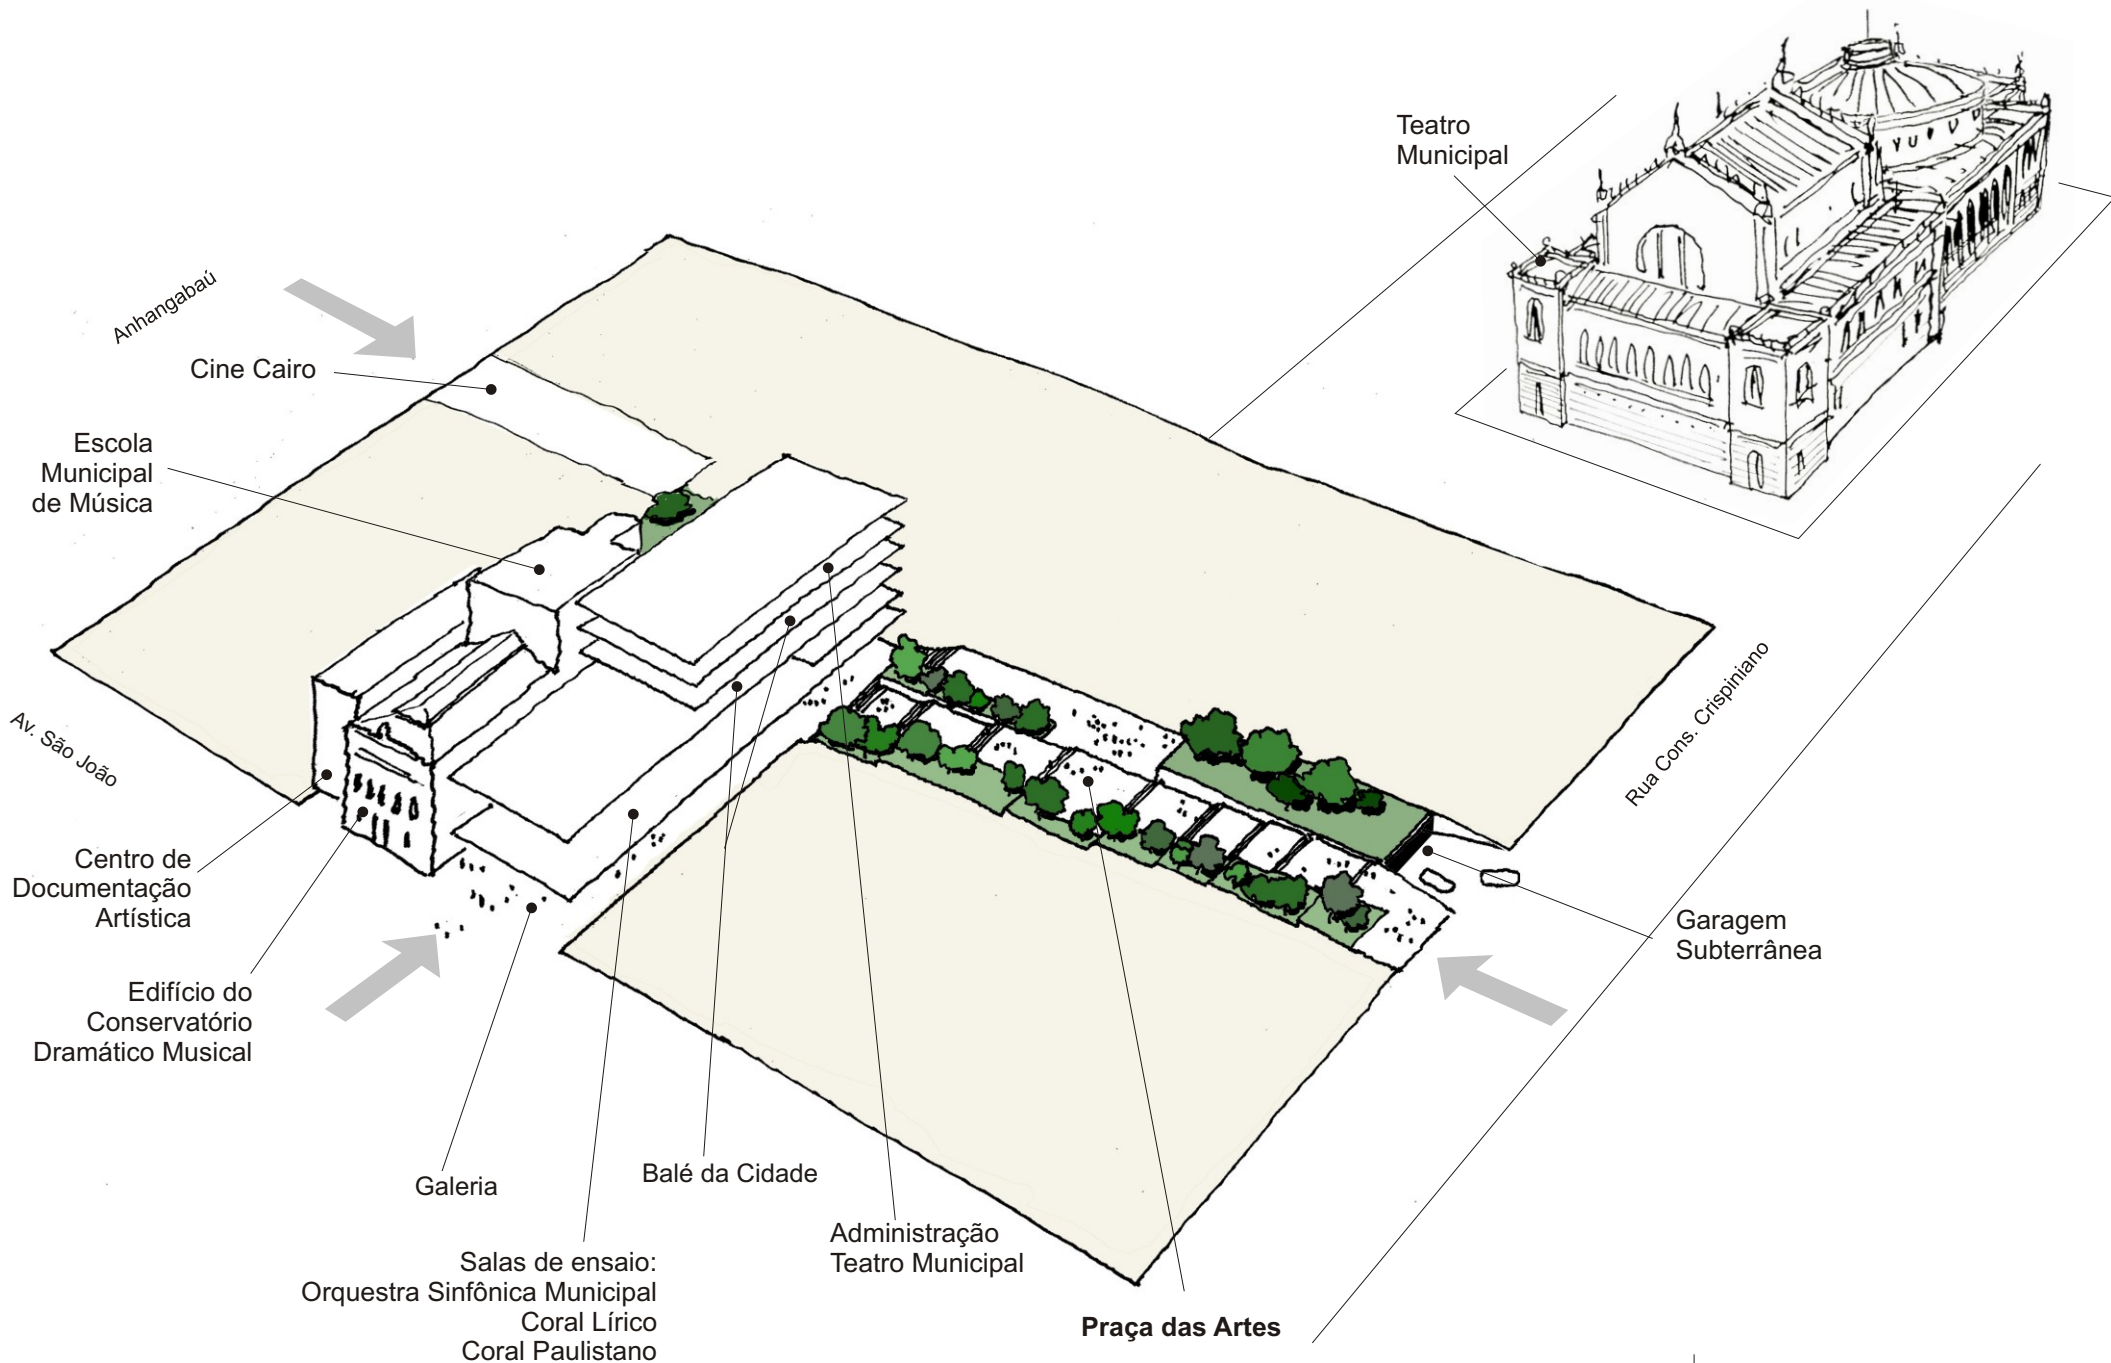 Teatro
Municipal
Anhangabaú
Cine Cairo
Escola
Municipal
de Música
Av. São João
Rua Cons. Crispiniano
Centro de
Documentação
Artística
Garagem
Subterrânea
Edifício do
Conservatório
Dramático Musical
Galeria
Balé da Cidade
Administração
Teatro Municipal
Salas de ensaio:
Orquestra Sinfônica Municipal
Coral Lírico
Coral Paulistano
Praça das Artes